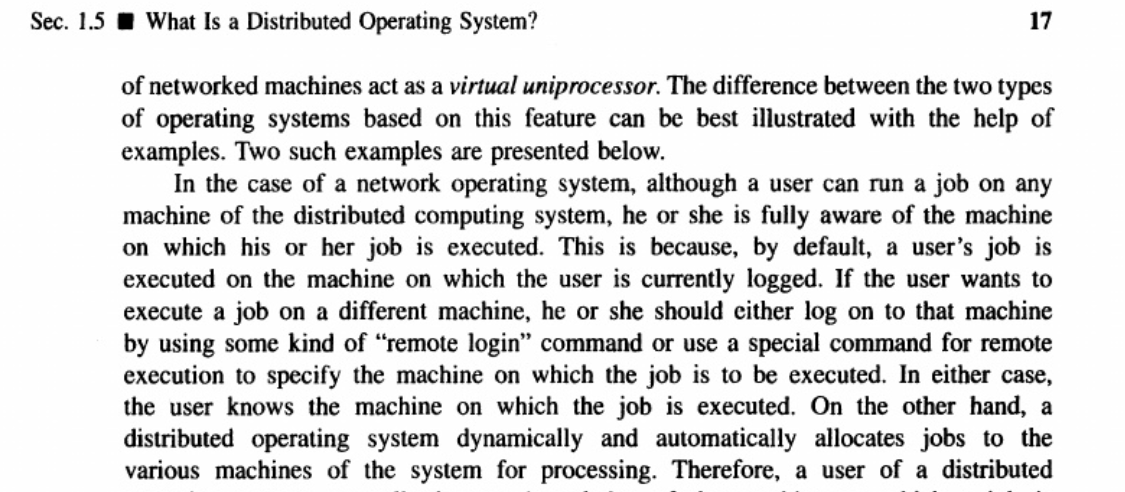 Sec. 1.5 ■ What Is a Distributed Operating System? 17
of networked machines act as a virtual uniprocessor. The difference between the two types
of operating systems based on this feature can be best illustrated with the help of
examples. Two such examples are presented below.
In the case of a network operating system, although a user can run a job on any
machine of the distributed computing system, he or she is fully aware of the machine
on which his or her job is executed. This is because, by default, a user's job is
executed on the machine on which the user is currently logged. If the user wants to
execute a job on a different machine, he or she should either log on to that machine
by using some kind of “remote login” command or use a special command for remote
execution to specify the machine on which the job is to be executed. In either case,
the user knows the machine on which the job is executed. On the other hand, a
distributed operating system dynamically and automatically allocates jobs to the
various machines of the system for processing. Therefore, a user of a distributed